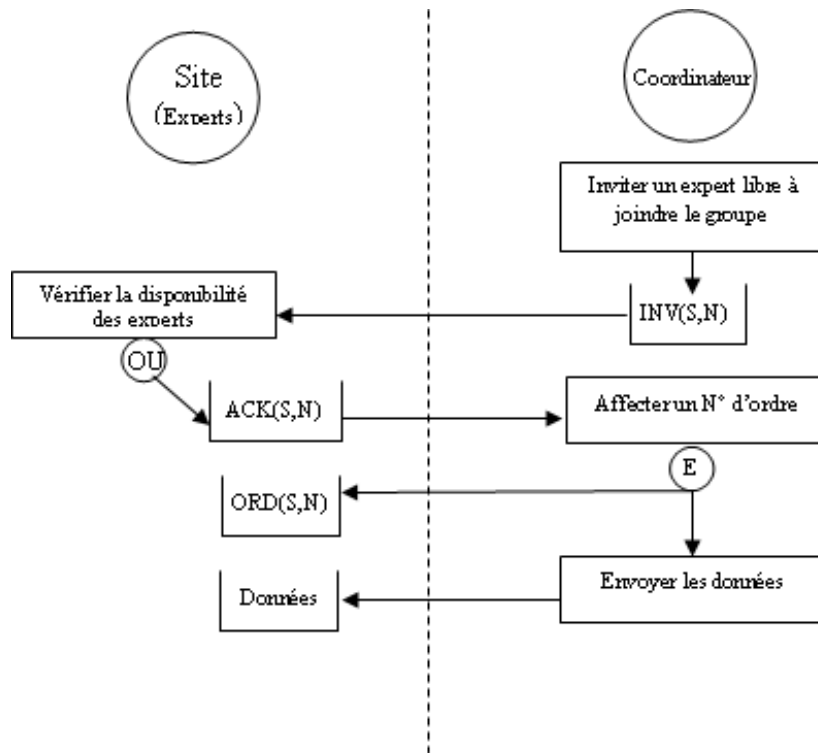 Site
(Experts)
Coordinateur
Inviter un expert libre à
joindre le groupe
Vérifier la disponibilité
des experts
INV(S,N)
OU
ACK(S,N)
Affecter un N° d'ordre
E
ORD(S,N)
Envoyer les données
Données